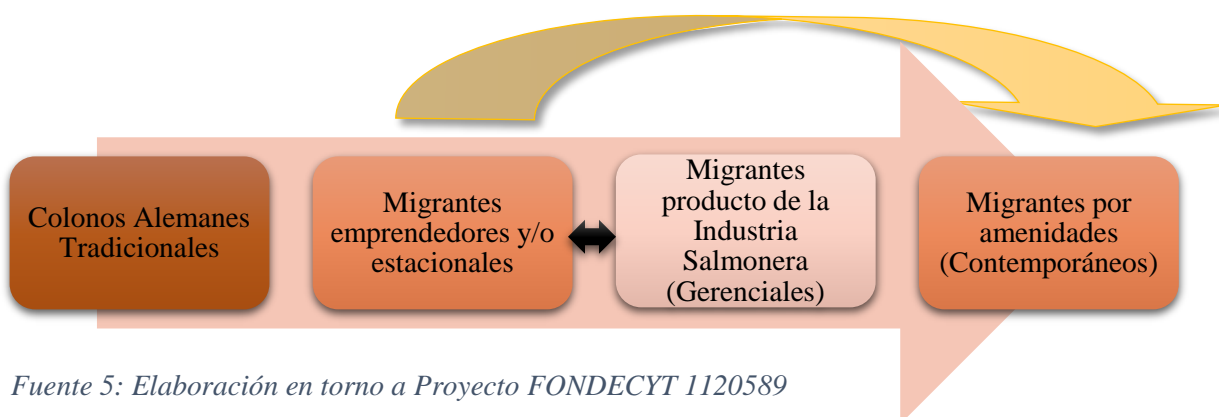 Colonos Alemanes
Tradicionales
Migrantes
emprendedores y/o
estacionales
Migrantes
producto de la
Industria
Salmonera
(Gerenciales)
Migrantes por
amenidades
(Contemporáneos)
Fuente 5: Elaboración en torno a Proyecto FONDECYT 1120589